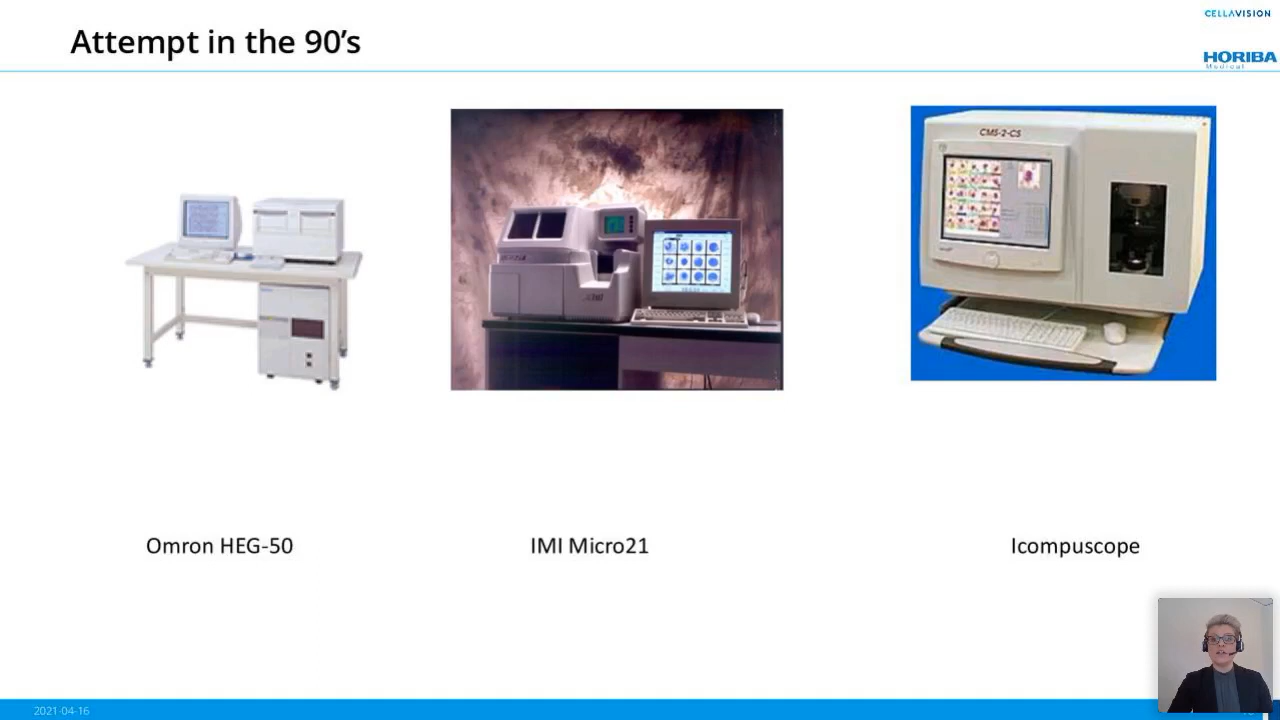 Attempt in the 90’s
CELLAVISION
HORIBA
Medical
CMS-2-CS
Omron HEG-50
IMI Micro21
Icompuscope
2021-04-16